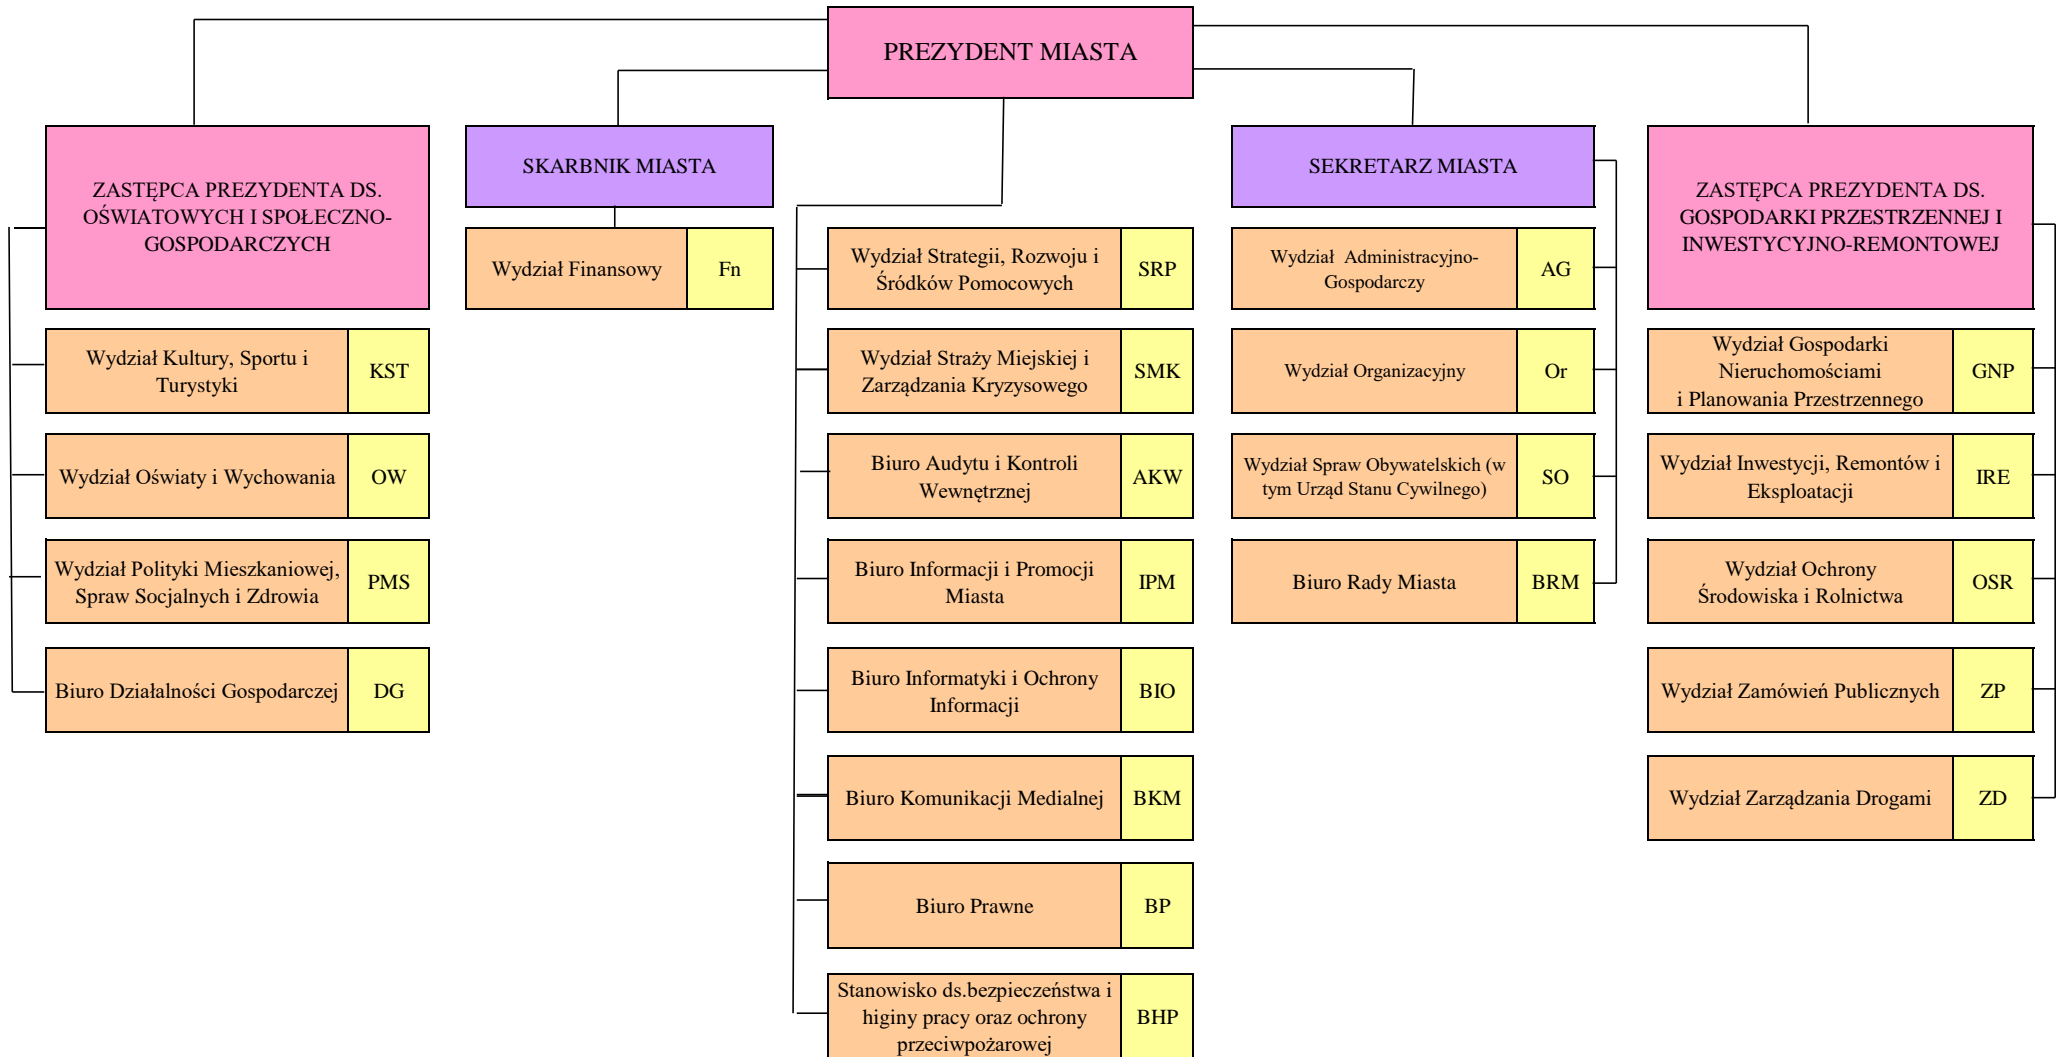 PREZYDENT MIASTA
ZASTĘPCA PREZYDENTA DS.
OŚWIATOWYCH I SPOŁECZNO-
GOSPODARCZYCH
Wydział Kultury, Sportu i
Turystyki
KST
Wydział Oświaty i Wychowania
OW
Wydział Polityki Mieszkaniowej,
Spraw Socjalnych i Zdrowia
PMS
Biuro Działalności Gospodarczej
DG
SKARBNIK MIASTA
Wydział Finansowy
Fn
Wydział Strategii, Rozwoju i
Śródków Pomocowych
SRP
Wydział Straży Miejskiej i
Zarządzania Kryzysowego
SMK
Biuro Audytu i Kontroli
Wewnętrznej
AKW
Biuro Informacji i Promocji
Miasta
IPM
Biuro Informatyki i Ochrony
Informacji
BIO
Biuro Komunikacji Medialnej
BKM
Biuro Prawne
BP
Stanowisko ds.bezpieczeństwa i
higiny pracy oraz ochrony
przeciwpożarowej
BHP
SEKRETARZ MIASTA
Wydział Administracyjno-
Gospodarczy
AG
Wydział Organizacyjny
Or
Wydział Spraw Obywatelskich (w
tym Urząd Stanu Cywilnego)
SO
Biuro Rady Miasta
BRM
ZASTĘPCA PREZYDENTA DS.
GOSPODARKI PRZESTRZENNEJ I
INWESTYCYJNO-REMONTOWEJ
Wydział Gospodarki
Nieruchomościami
i Planowania Przestrzennego
GNP
Wydział Inwestycji, Remontów i
Eksploatacji
IRE
Wydział Ochrony
Środowiska i Rolnictwa
OSR
Wydział Zamówień Publicznych
ZP
Wydział Zarządzania Drogami
ZD